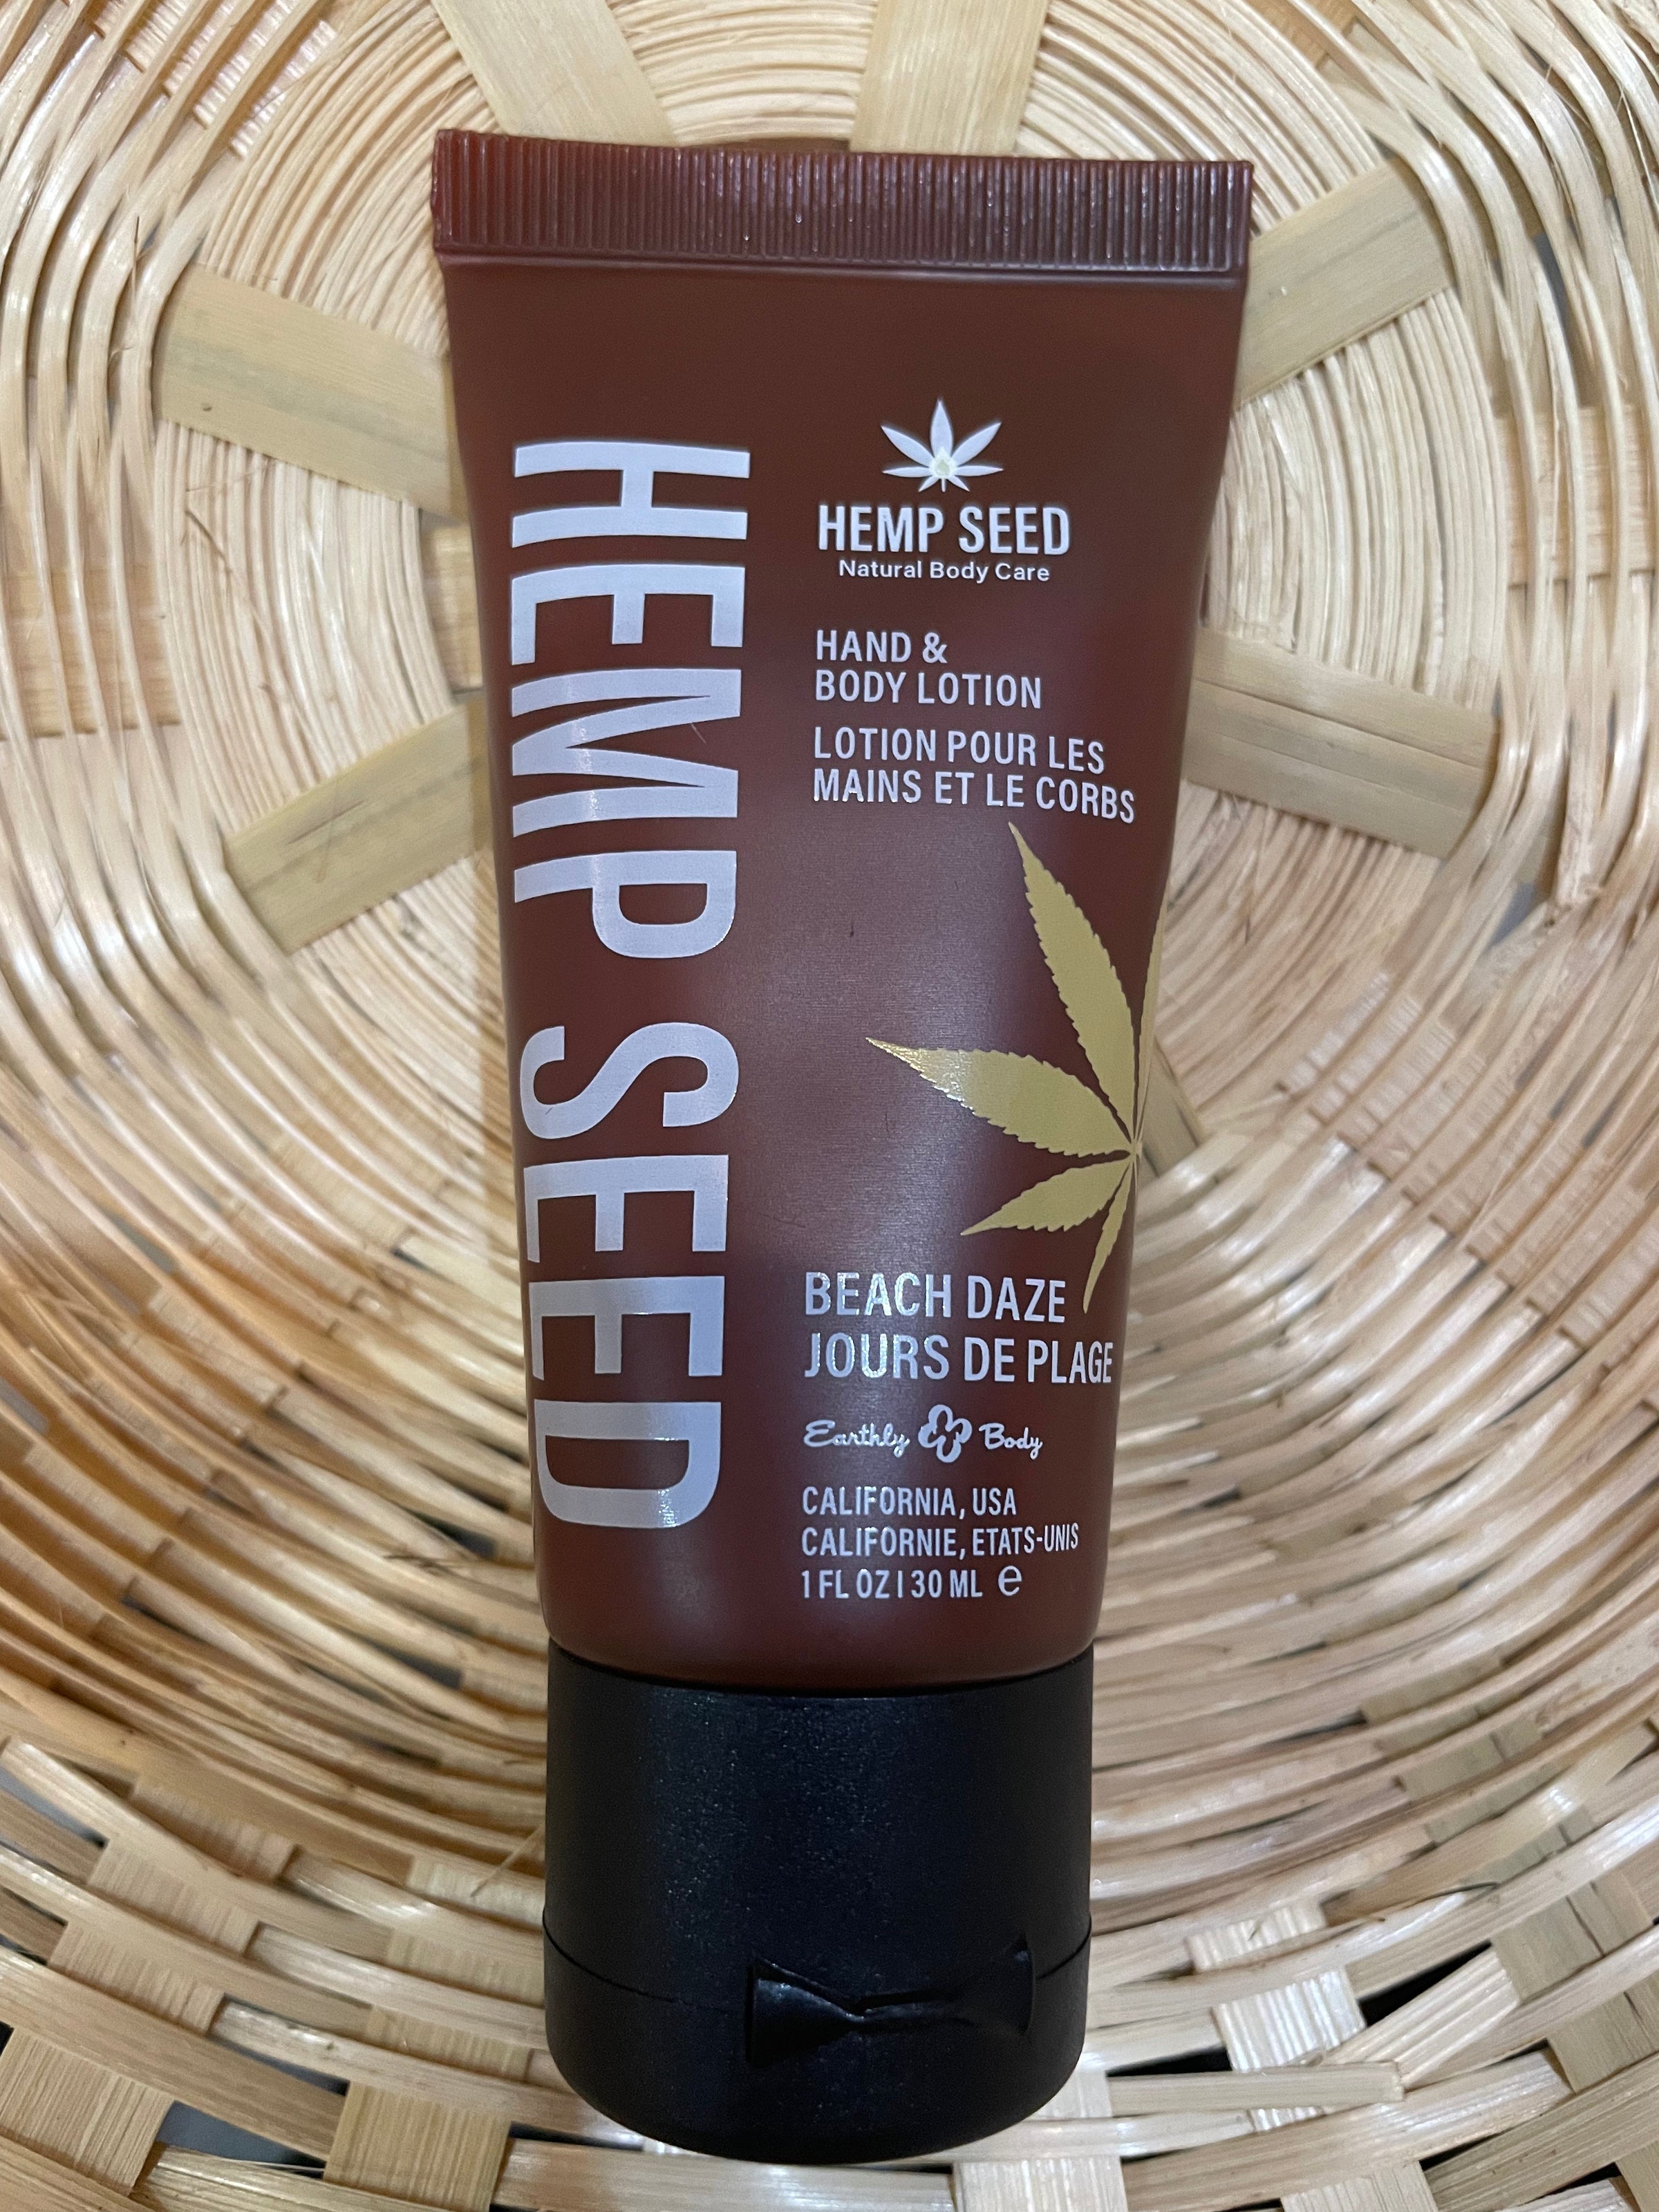 HEMP SEED
HEMP SEED
Natural Body Care
HAND &
BODY LOTION
LOTION POUR LES
MAINS ET LE CORBS
BEACH DAZE
JOURS DE PLAGE
Earthly Body
CALIFORNIA, USA
CALIFORNIE, ETATS-UNIS
1 FL OZ | 30 ML ℮